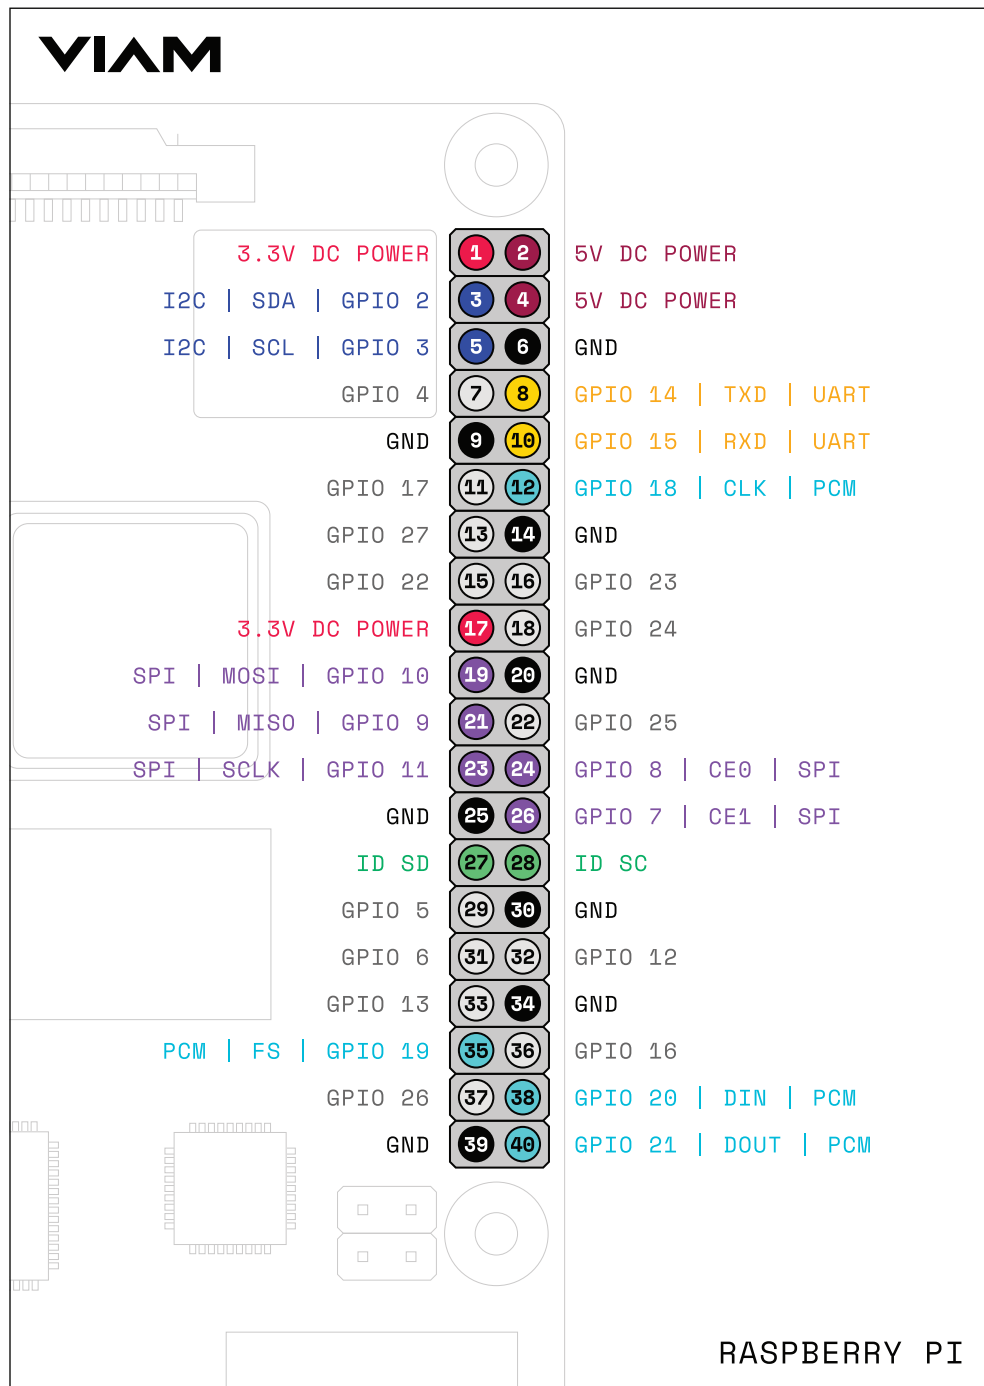 VIAM
3.3V DC POWER 1 2 5V DC POWER
I2C | SDA | GPIO 2 3 4 5V DC POWER
I2C | SCL | GPIO 3 5 6 GND
GPIO 4 7 8 GPIO 14 | TXD | UART
GND 9 10 GPIO 15 | RXD | UART
GPIO 17 11 12 GPIO 18 | CLK | PCM
GPIO 27 13 14 GND
GPIO 22 15 16 GPIO 23
3.3V DC POWER 17 18 GPIO 24
SPI | MOSI | GPIO 10 19 20 GND
SPI | MISO | GPIO 9 21 22 GPIO 25
SPI | SCLK | GPIO 11 23 24 GPIO 8 | CE0 | SPI
GND 25 26 GPIO 7 | CE1 | SPI
ID SD 27 28 ID SC
GPIO 5 29 30 GND
GPIO 6 31 32 GPIO 12
GPIO 13 33 34 GND
PCM | FS | GPIO 19 35 36 GPIO 16
GPIO 26 37 38 GPIO 20 | DIN | PCM
GND 39 40 GPIO 21 | DOUT | PCM
RASPBERRY PI